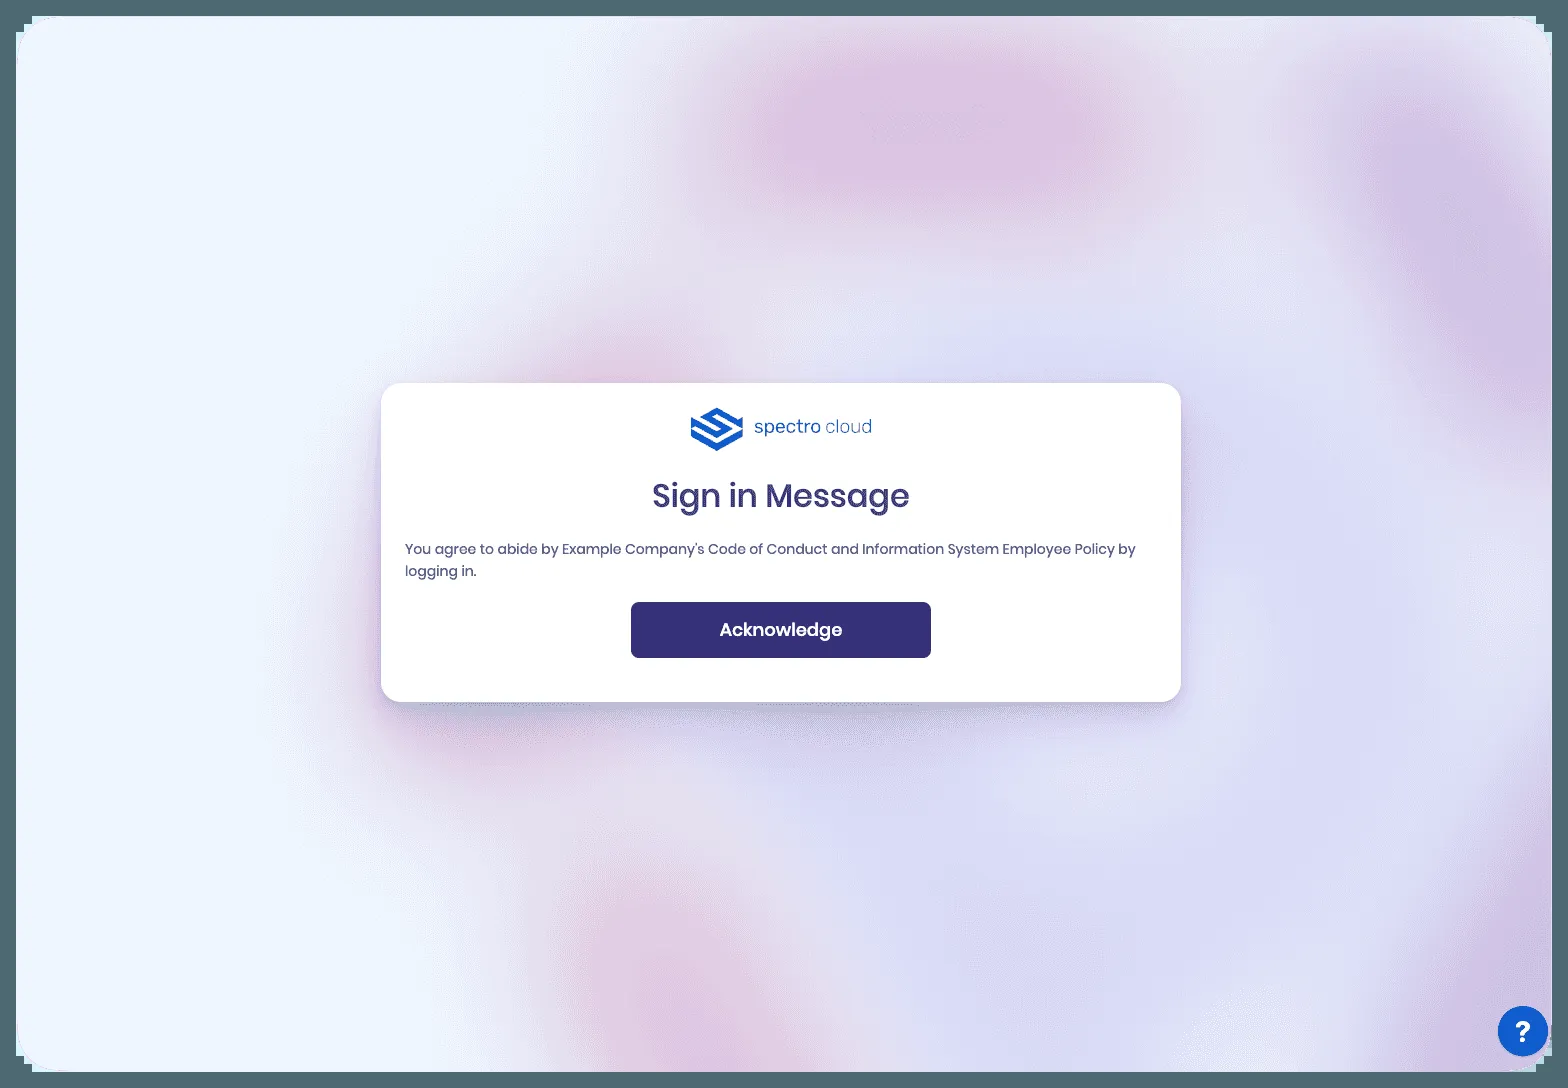 spectro cloud
Sign in Message
You agree to abide by Example Company's Code of Conduct and Information System Employee Policy by
logging in.
Acknowledge
?